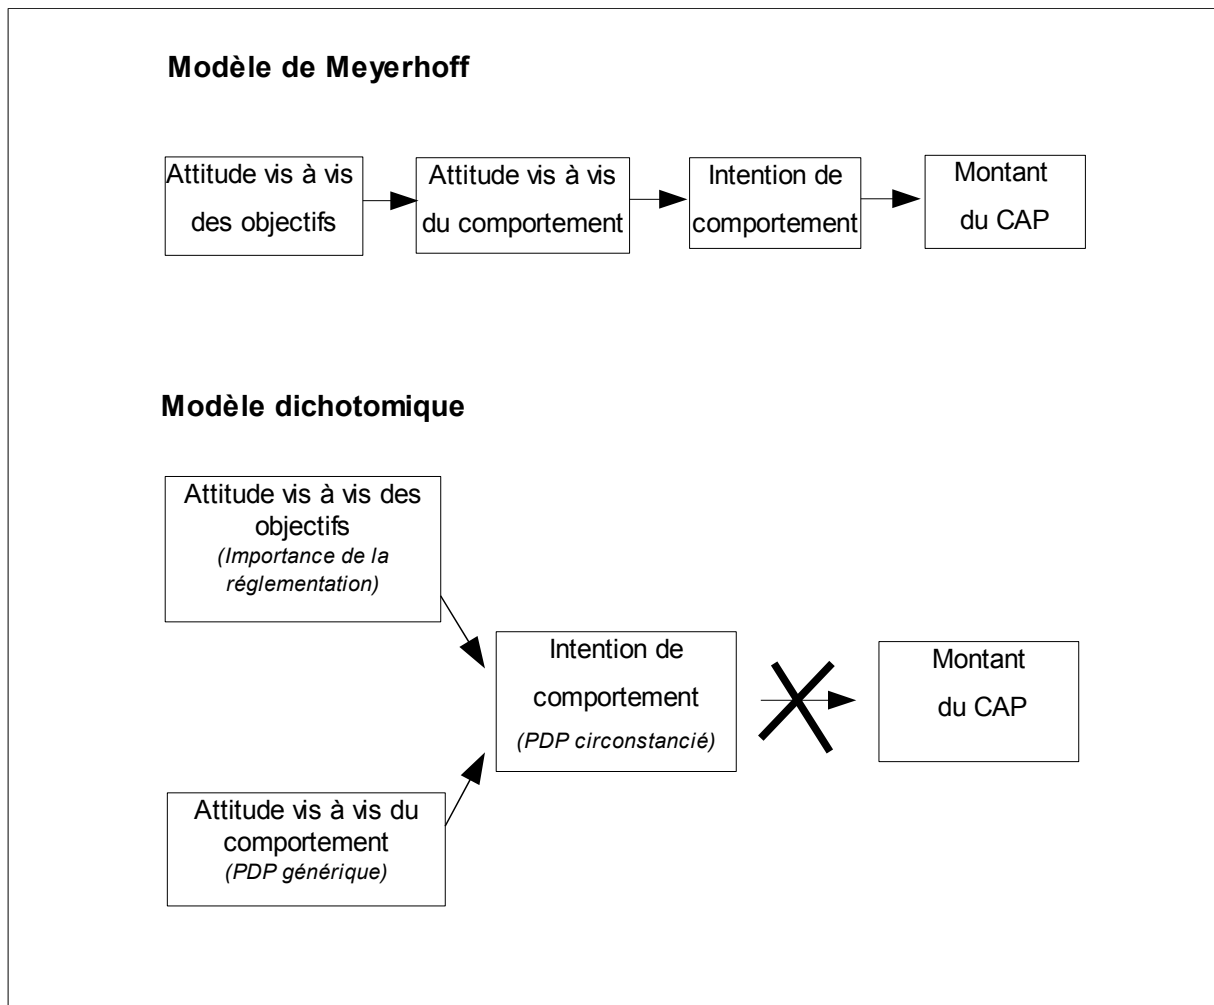 Modèle de Meyerhoff
Attitude vis à vis
des objectifs
Attitude vis à vis
du comportement
Intention de
comportement
Montant
du CAP
Modèle dichotomique
Attitude vis à vis des
objectifs
(Importance de la
réglementation)
Intention de
comportement
(PDP circonstancié)
Montant
du CAP
Attitude vis à vis du
comportement
(PDP générique)